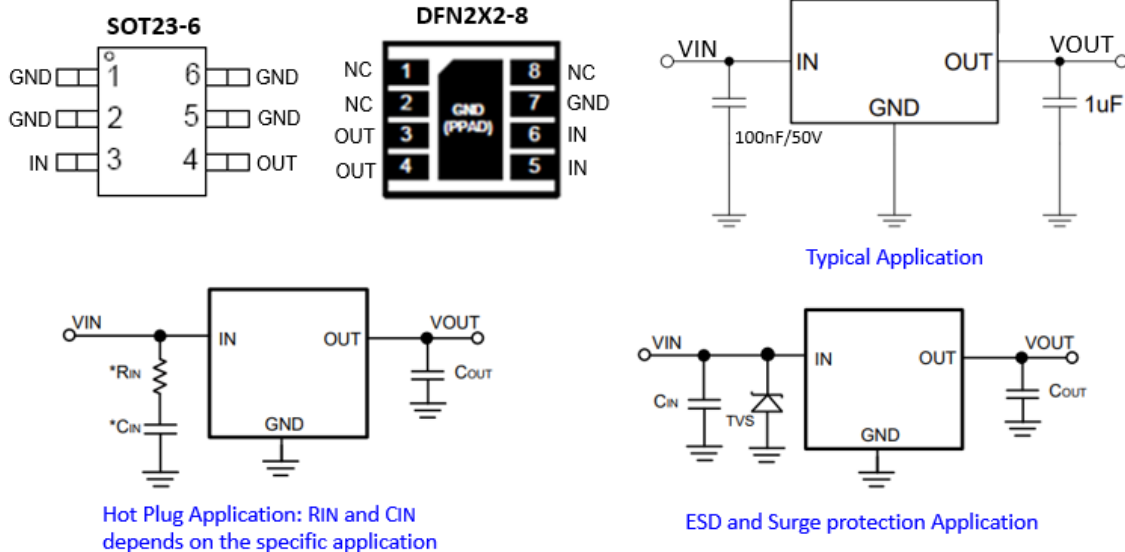 SOT23-6
GND 1 6 GND
GND 2 5 GND
IN 3 4 OUT
DFN2X2-8
NC 1 8 NC
NC 2 7 GND
OUT 3 6 IN
OUT 4 5 IN
GND
(PPAD)
VIN IN OUT VOUT
GND
100nF/50V
1uF
Typical Application
VIN IN OUT VOUT
*RIN
*CIN
GND
COUT
Hot Plug Application: RIN and CIN
depends on the specific application
VIN IN OUT VOUT
CIN
TVS
GND
COUT
ESD and Surge protection Application